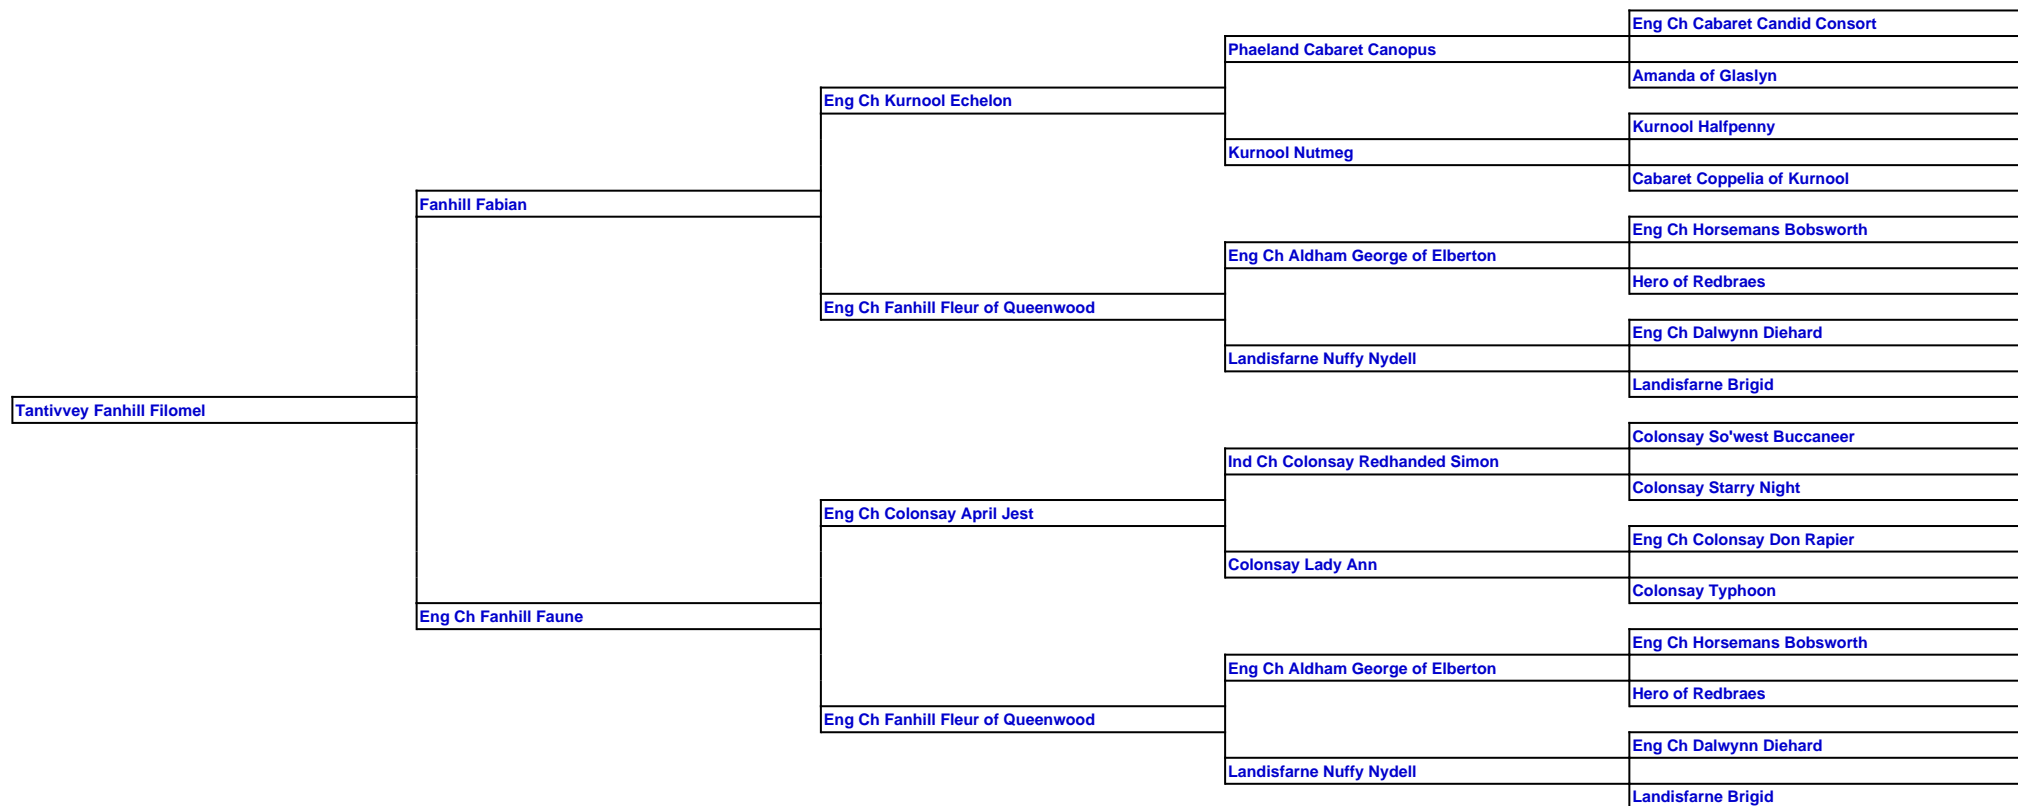 Eng Ch Cabaret Candid Consort
Phaeland Cabaret Canopus
Amanda of Glaslyn
Eng Ch Kurnool Echelon
Kurnool Halfpenny
Kurnool Nutmeg
Cabaret Coppelia of Kurnool
Fanhill Fabian
Eng Ch Horsemans Bobsworth
Eng Ch Aldham George of Elberton
Hero of Redbraes
Eng Ch Fanhill Fleur of Queenwood
Eng Ch Dalwynn Diehard
Landisfarne Nuffy Nydell
Landisfarne Brigid
Tantivvey Fanhill Filomel
Colonsay So'west Buccaneer
Ind Ch Colonsay Redhanded Simon
Colonsay Starry Night
Eng Ch Colonsay April Jest
Eng Ch Colonsay Don Rapier
Colonsay Lady Ann
Colonsay Typhoon
Eng Ch Fanhill Faune
Eng Ch Horsemans Bobsworth
Eng Ch Aldham George of Elberton
Hero of Redbraes
Eng Ch Fanhill Fleur of Queenwood
Eng Ch Dalwynn Diehard
Landisfarne Nuffy Nydell
Landisfarne Brigid